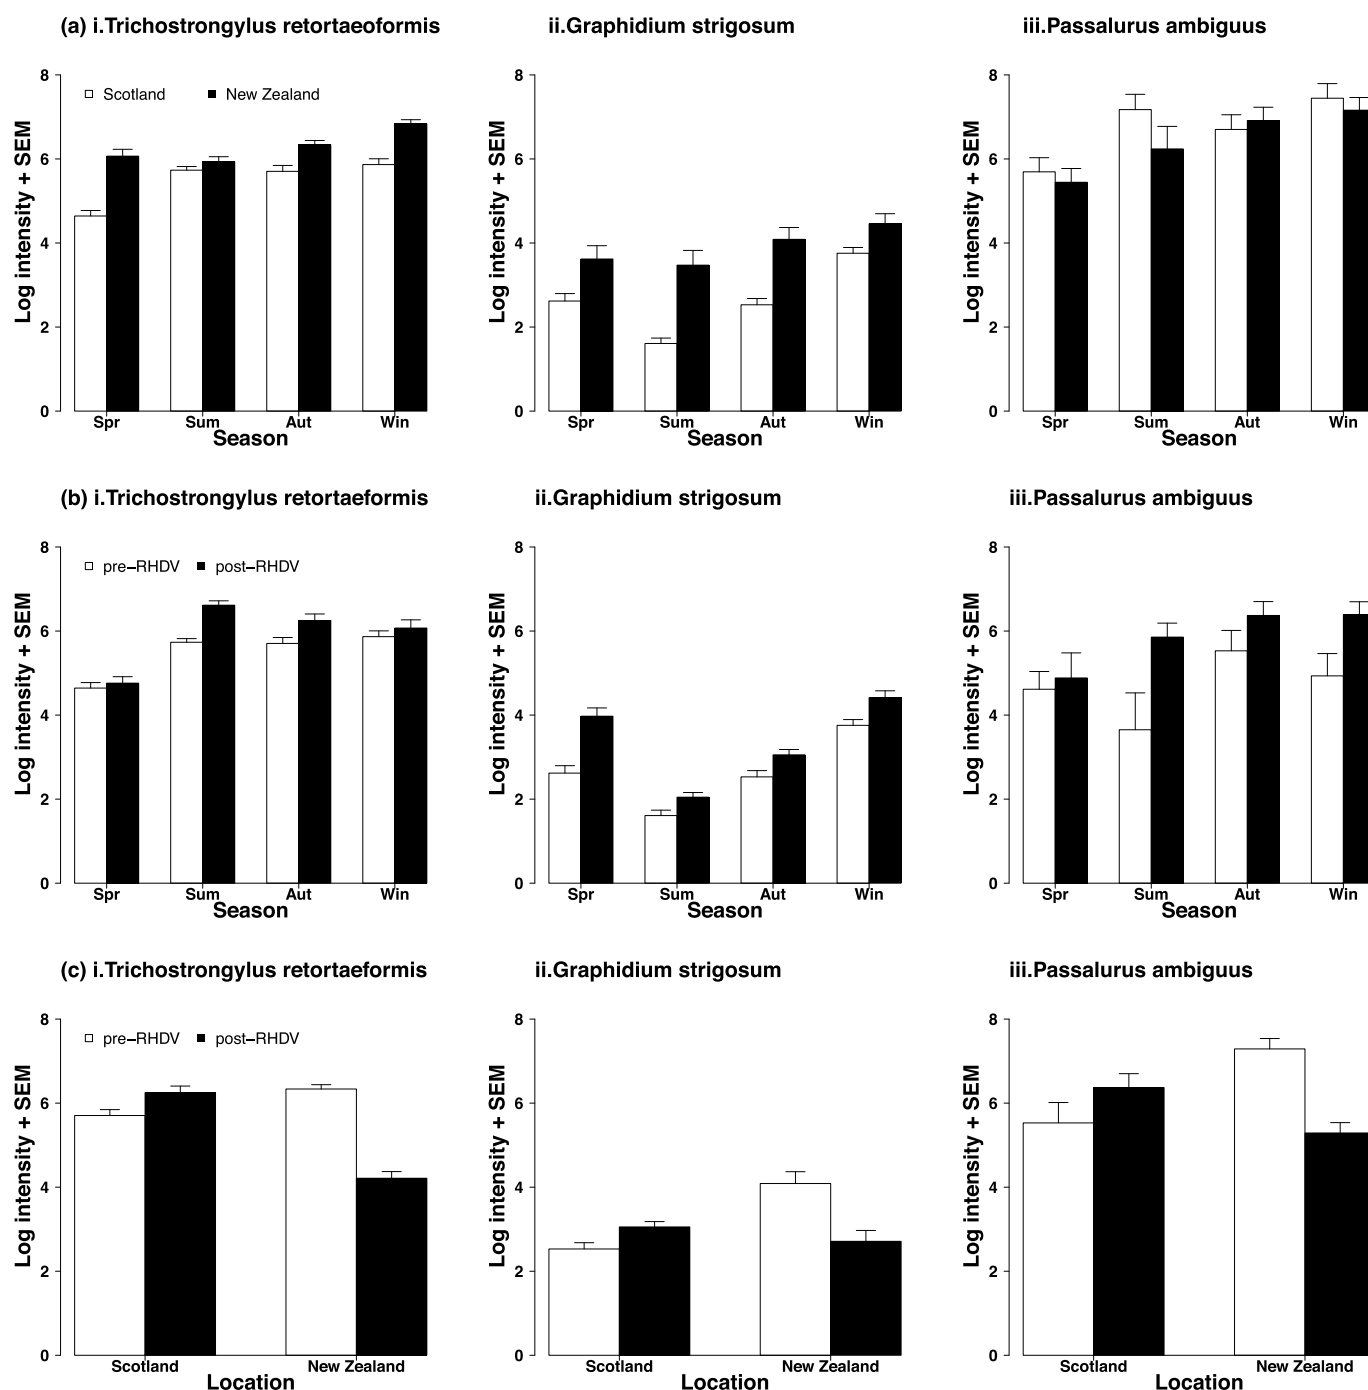 (a) i.Trichostrongylus retortaeoformis
ii.Graphidium strigosum
iii.Passalurus ambiguus
Scotland New Zealand
Log intensity + SEM
8
6
4
2
0
Spr Sum Aut Win
Season
Log intensity + SEM
8
6
4
2
0
Spr Sum Aut Win
Season
Log intensity + SEM
8
6
4
2
0
Spr Sum Aut Win
Season
(b) i.Trichostrongylus retortaeformis
ii.Graphidium strigosum
iii.Passalurus ambiguus
pre–RHDV post–RHDV
Log intensity + SEM
8
6
4
2
0
Spr Sum Aut Win
Season
Log intensity + SEM
8
6
4
2
0
Spr Sum Aut Win
Season
Log intensity + SEM
8
6
4
2
0
Spr Sum Aut Win
Season
(c) i.Trichostrongylus retortaeformis
ii.Graphidium strigosum
iii.Passalurus ambiguus
pre–RHDV post–RHDV
Log intensity + SEM
8
6
4
2
0
Scotland New Zealand
Location
Log intensity + SEM
8
6
4
2
0
Scotland New Zealand
Location
Log intensity + SEM
8
6
4
2
0
Scotland New Zealand
Location